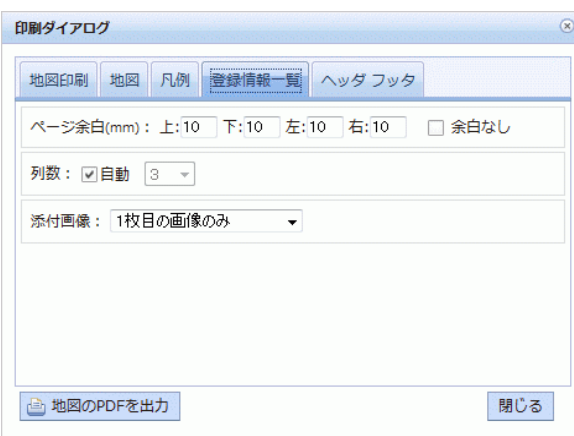 印刷ダイアログ
地図印刷 地図 凡例 登録情報一覧 ヘッダ フッタ
ページ余白(mm)： 上:10 下:10 左:10 右:10 余白なし
列数： 自動 3
添付画像： 1枚目の画像のみ
地図のPDFを出力 閉じる